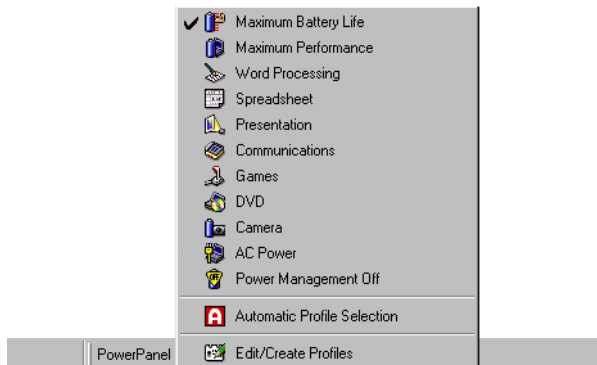 Maximum Battery Life
Maximum Performance
Word Processing
Spreadsheet
Presentation
Communications
Games
DVD
Camera
AC Power
Power Management Off
Automatic Profile Selection
PowerPanel
Edit/Create Profiles